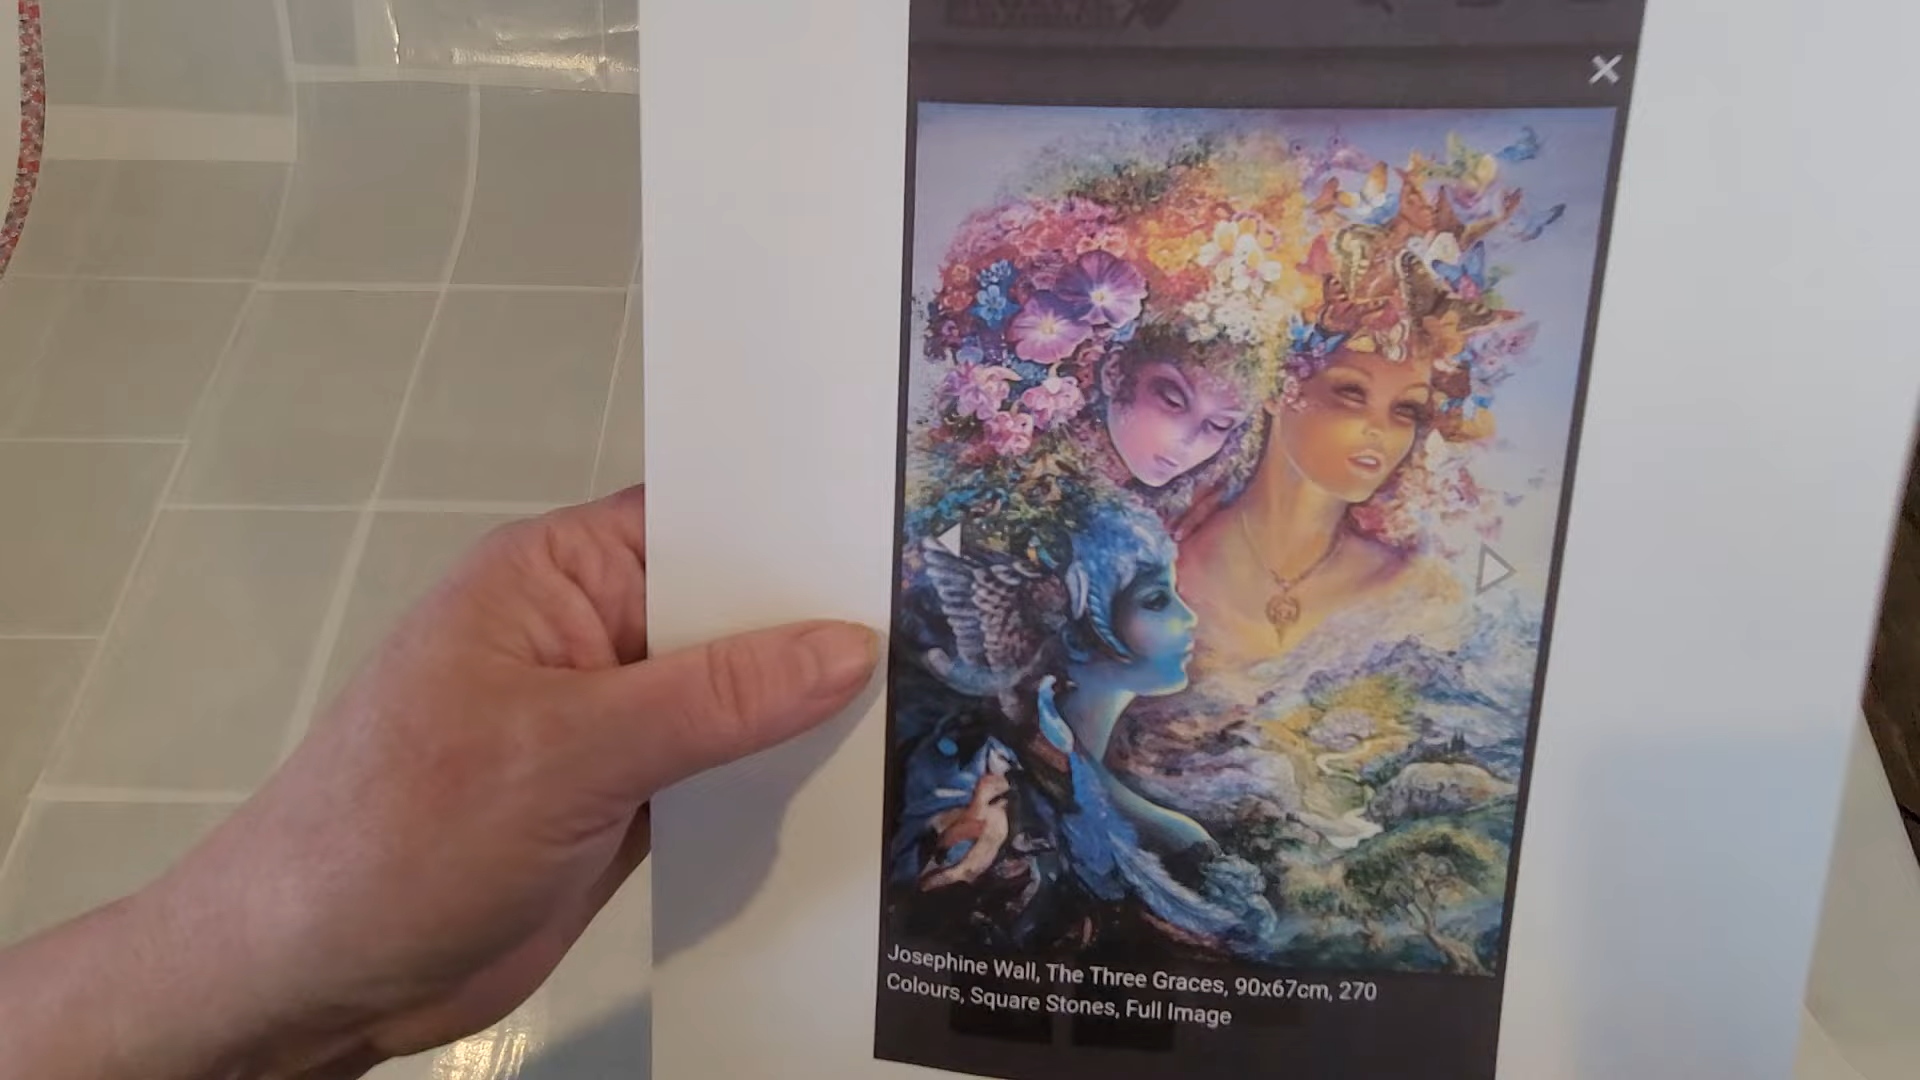 Josephine Wall, The Three Graces, 90x67cm, 270
Colours, Square Stones, Full Image